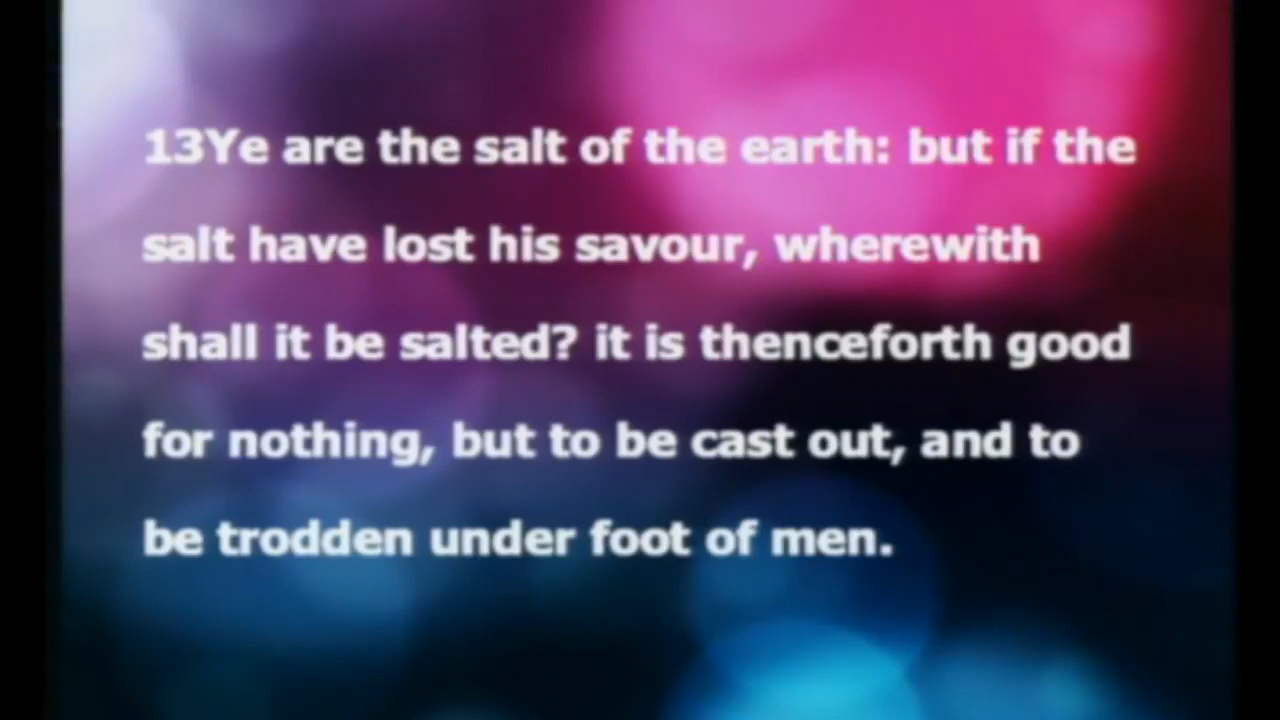 13Ye are the salt of the earth: but if the
salt have lost his savour, wherewith
shall it be salted? it is thenceforth good
for nothing, but to be cast out, and to
be trodden under foot of men.